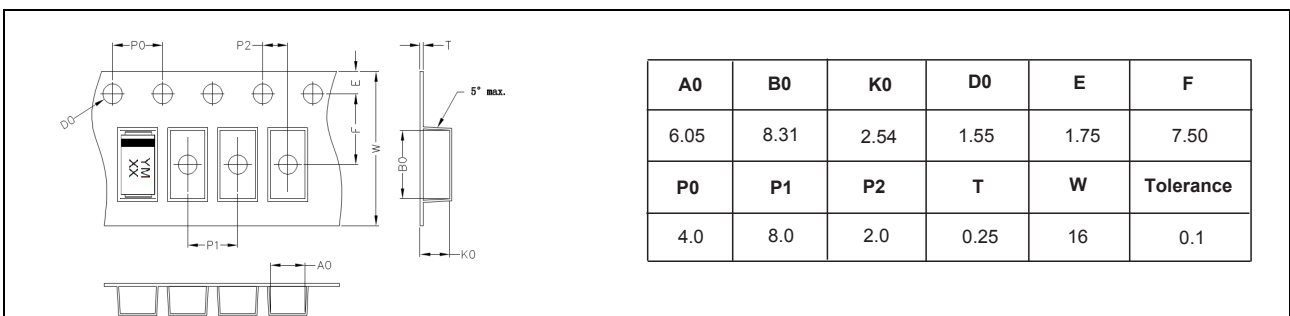 P0 P2 T
E
5° max.
D0
F
W
B0
YM
XX
P1
K0
A0
A0 B0 K0 D0 E F
6.05 8.31 2.54 1.55 1.75 7.50
P0 P1 P2 T W Tolerance
4.0 8.0 2.0 0.25 16 0.1